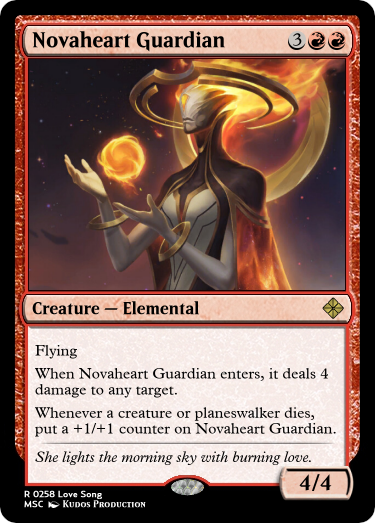 Novaheart Guardian 3
Creature — Elemental
Flying
When Novaheart Guardian enters, it deals 4
damage to any target.
Whenever a creature or planeswalker dies,
put a +1/+1 counter on Novaheart Guardian.
She lights the morning sky with burning love.
4/4
R 0258 Love Song
MSC Kudos Production